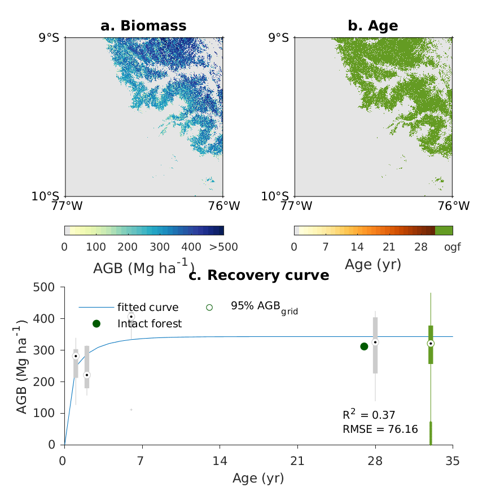 a. Biomass
b. Age
9°S
9°S
10°S
10°S
77°W
76°W
77°W
76°W
0 100 200 300 400 >500
0 7 14 21 28 ogf
AGB (Mg ha⁻¹)
Age (yr)
c. Recovery curve
500
400
300
200
100
0
AGB (Mg ha⁻¹)
fitted curve
95% AGB_grid
Intact forest
R² = 0.37
RMSE = 76.16
0 7 14 21 28 35
Age (yr)